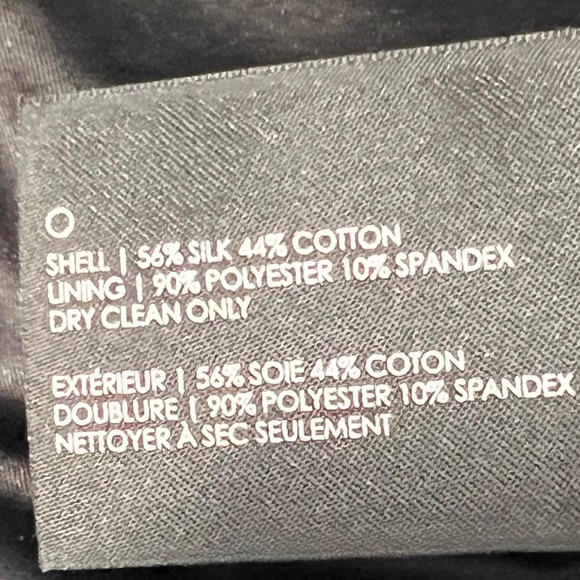 SHELL | 56% SILK 44% COTTON
LINING | 90% POLYESTER 10% SPANDEX
DRY CLEAN ONLY
EXTÉRIEUR | 56% SOIE 44% COTON
DOUBLURE | 90% POLYESTER 10% SPANDEX
NETTOYER À SEC SEULEMENT